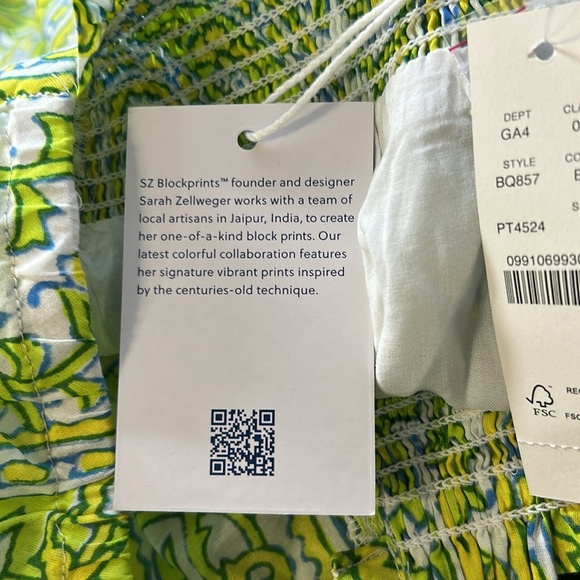 SZ Blockprints™ founder and designer
Sarah Zellweger works with a team of
local artisans in Jaipur, India, to create
her one-of-a-kind block prints. Our
latest colorful collaboration features
her signature vibrant prints inspired
by the centuries-old technique.
DEPT
GA4
STYLE
BQ857
PT4524
FSC